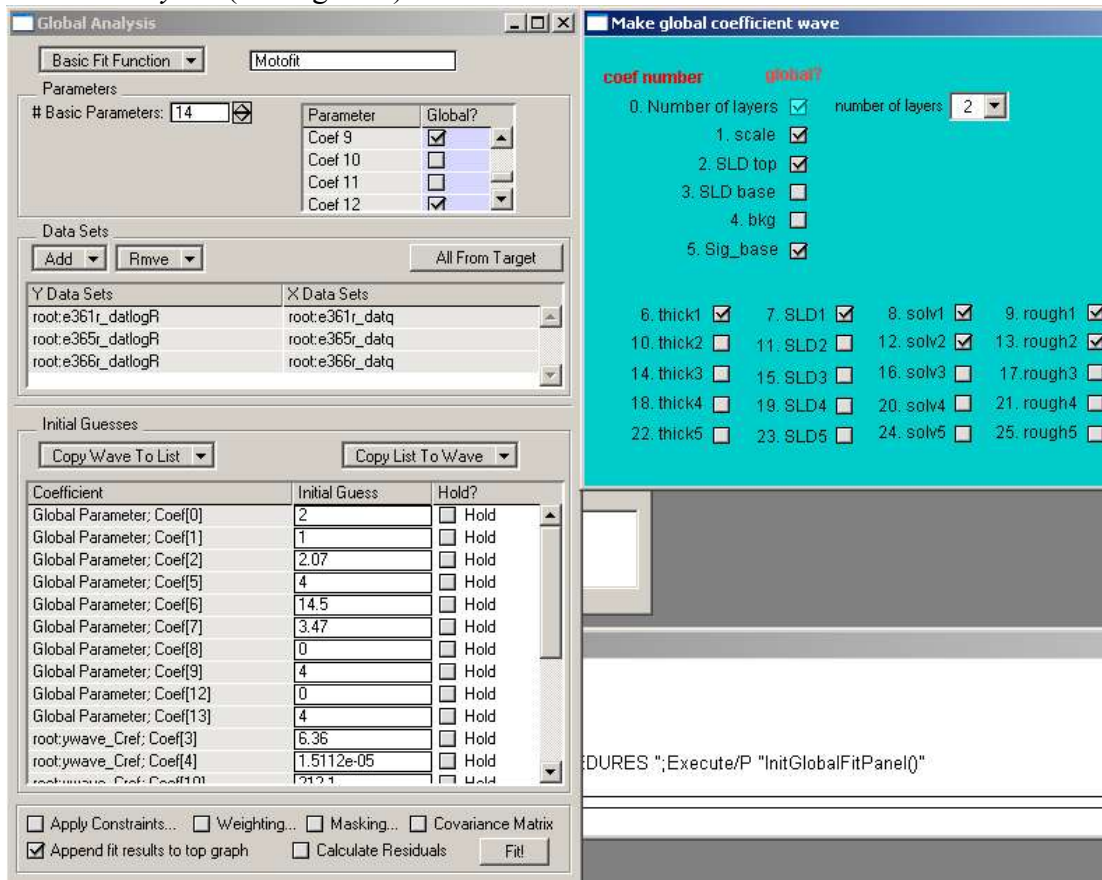 Global Analysis
Basic Fit Function
Motofit
Parameters
# Basic Parameters: 14
Parameter Global?
Coef 9
Coef 10
Coef 11
Coef 12
Data Sets
Add Rmve All From Target
Y Data Sets X Data Sets
root:e361r_datlogR root:e361r_datq
root:e365r_datlogR root:e365r_datq
root:e366r_datlogR root:e366r_datq
Initial Guesses
Copy Wave To List Copy List To Wave
Coefficient Initial Guess Hold?
Global Parameter; Coef[0] 2 Hold
Global Parameter; Coef[1] 1 Hold
Global Parameter; Coef[2] 2.07 Hold
Global Parameter; Coef[5] 4 Hold
Global Parameter; Coef[6] 14.5 Hold
Global Parameter; Coef[7] 3.47 Hold
Global Parameter; Coef[8] 0 Hold
Global Parameter; Coef[9] 4 Hold
Global Parameter; Coef[12] 0 Hold
Global Parameter; Coef[13] 4 Hold
root:ywave_Cref; Coef[3] 6.36 Hold
root:ywave_Cref; Coef[4] 1.5112e-05 Hold
root:ywave_Cref; Coef[10] 212.1 Hold
Apply Constraints... Weighting... Masking... Covariance Matrix
Append fit results to top graph Calculate Residuals Fit!
Make global coefficient wave
coef number global?
0. Number of layers number of layers 2
1. scale
2. SLD top
3. SLD base
4. bkg
5. Sig_base
6. thick1 7. SLD1 8. solv1 9. rough1
10. thick2 11. SLD2 12. solv2 13. rough2
14. thick3 15. SLD3 16. solv3 17.rough3
18. thick4 19. SLD4 20. solv4 21. rough4
22. thick5 23. SLD5 24. solv5 25. rough5
EDURES ";Execute/P "InitGlobalFitPanel()"